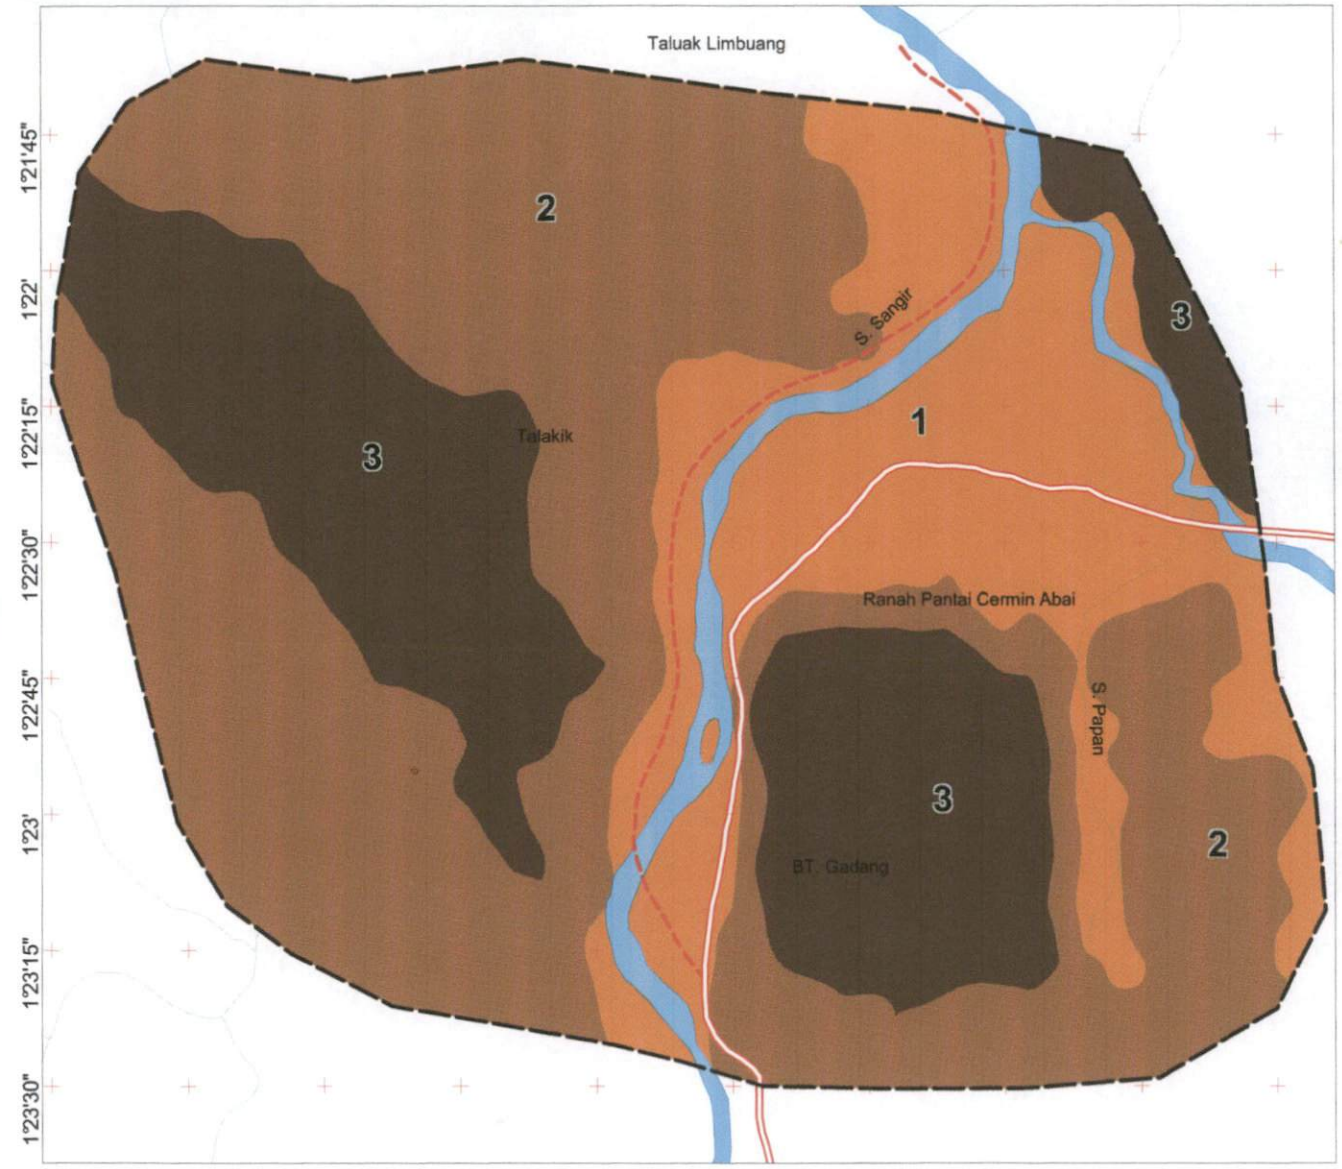 Taluak Limbuang
1°21'45"
2
1°22'
S. Sangir
3
1°22'15"
1
Talakik
3
1°22'30"
Ranah Pantai Cermin Abai
1°22'45"
S. Papan
3
1°23'
2
BT. Gadang
1°23'15"
1°23'30"